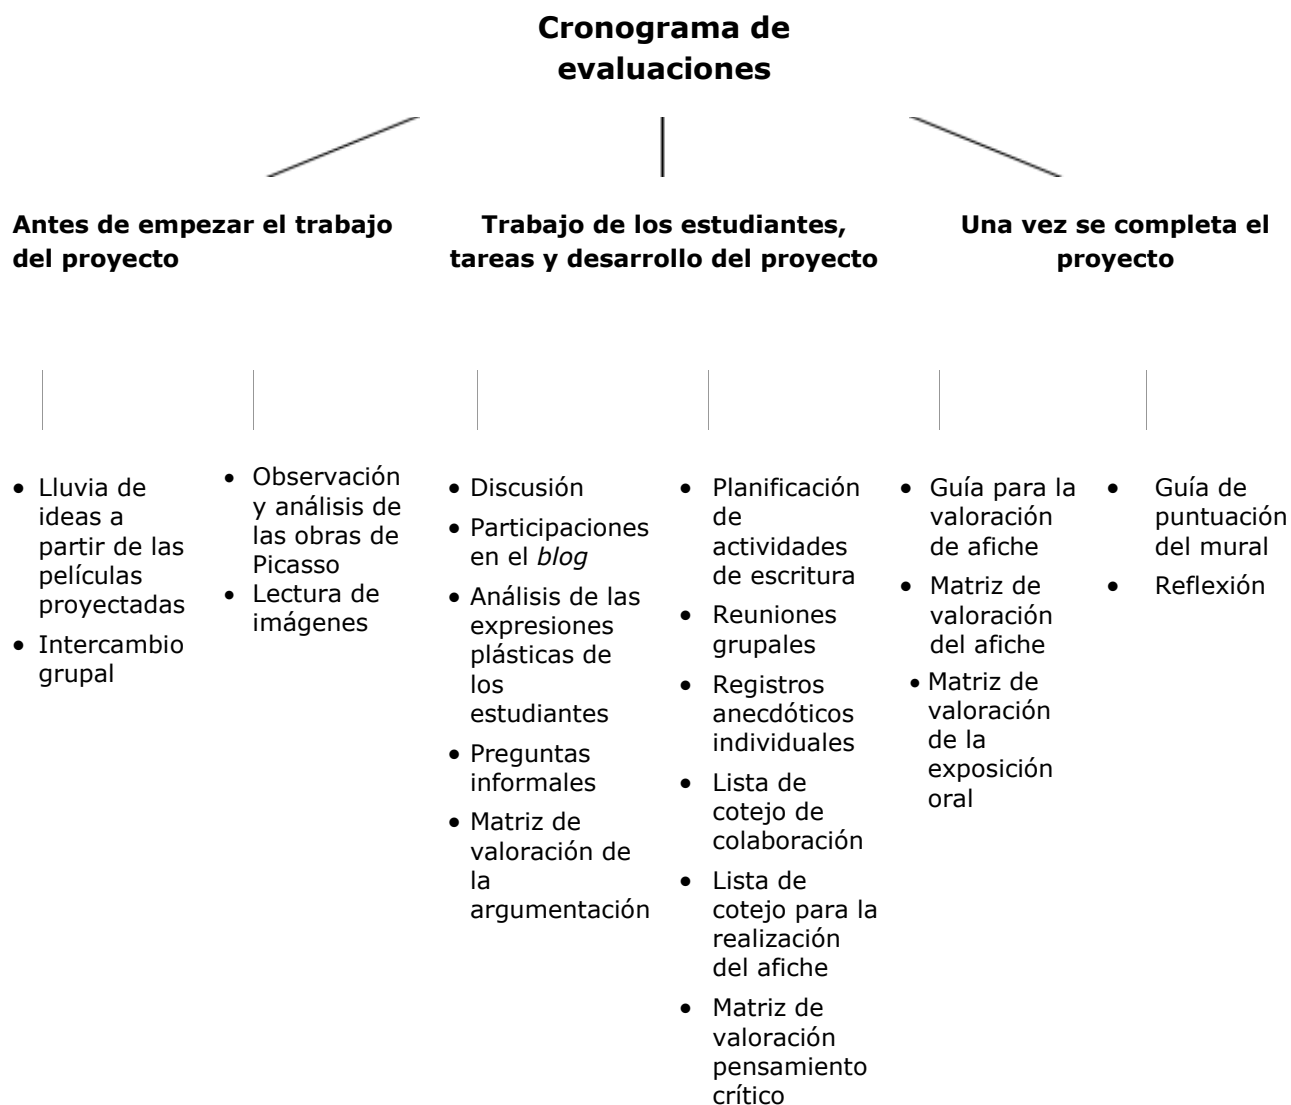 Cronograma de
evaluaciones
Antes de empezar el trabajo
del proyecto
Trabajo de los estudiantes,
tareas y desarrollo del proyecto
Una vez se completa el
proyecto
• Lluvia de
ideas a
partir de las
películas
proyectadas
• Intercambio
grupal
• Observación
y análisis de
las obras de
Picasso
• Lectura de
imágenes
• Discusión
• Participaciones
en el blog
• Análisis de las
expresiones
plásticas de
los
estudiantes
• Preguntas
informales
• Matriz de
valoración de
la
argumentación
• Planificación
de
actividades
de escritura
• Reuniones
grupales
• Registros
anecdóticos
individuales
• Lista de
cotejo de
colaboración
• Lista de
cotejo para la
realización
del afiche
• Matriz de
valoración
pensamiento
crítico
• Guía para la
valoración
de afiche
• Matriz de
valoración
del afiche
• Matriz de
valoración
de la
exposición
oral
• Guía de
puntuación
del mural
• Reflexión